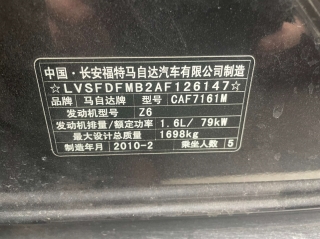 中国·长安福特马自达汽车有限公司制造
☆LVSFDFMB2AF126147☆
品牌 马自达牌 型号 CAF7161M
发动机型号 Z6
发动机排量/额定功率 1.6L/ 79kW
最大设计总质量 1698kg
制造年月 2010-2 乘坐人数 5